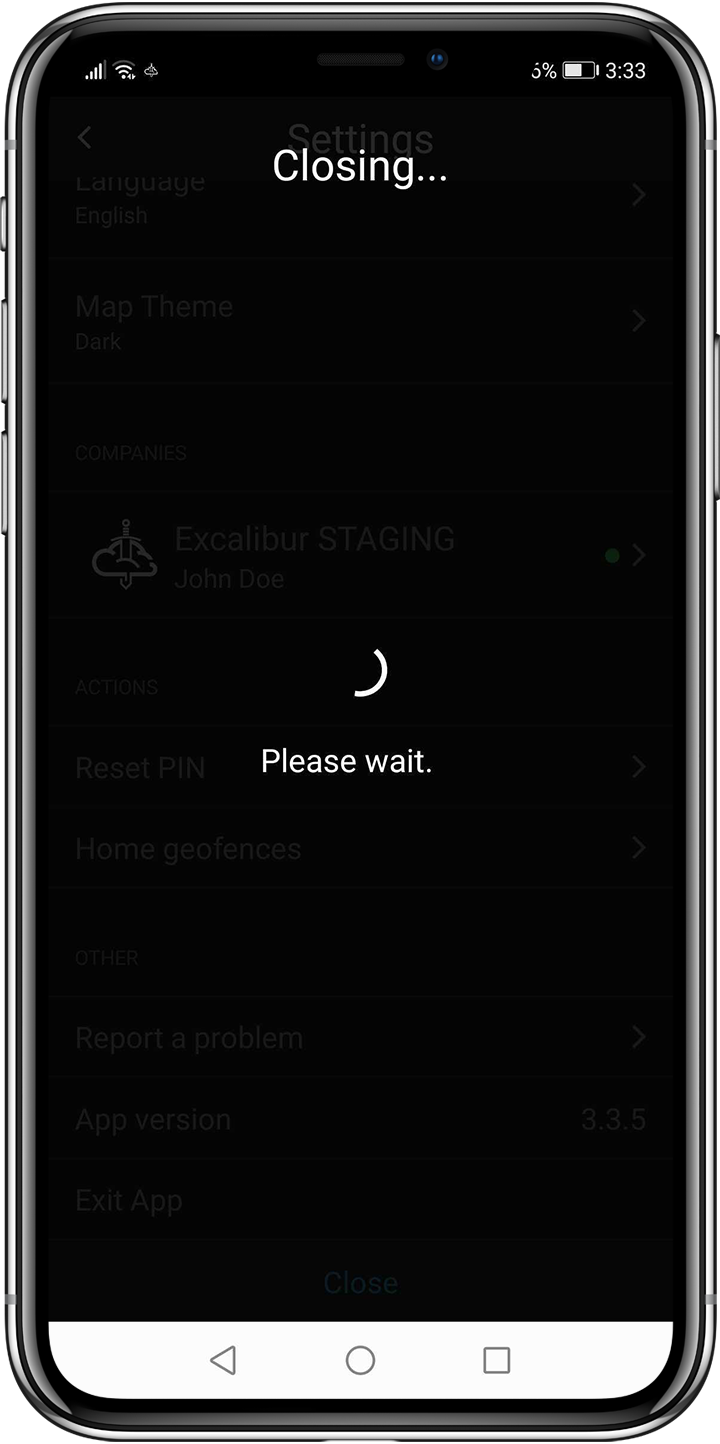 3:33
Settings
Closing...
Language
English
Map Theme
Dark
COMPANIES
Excalibur STAGING
John Doe
ACTIONS
Reset PIN
Please wait.
Home geofences
OTHER
Report a problem
App version 3.3.5
Exit App
Close